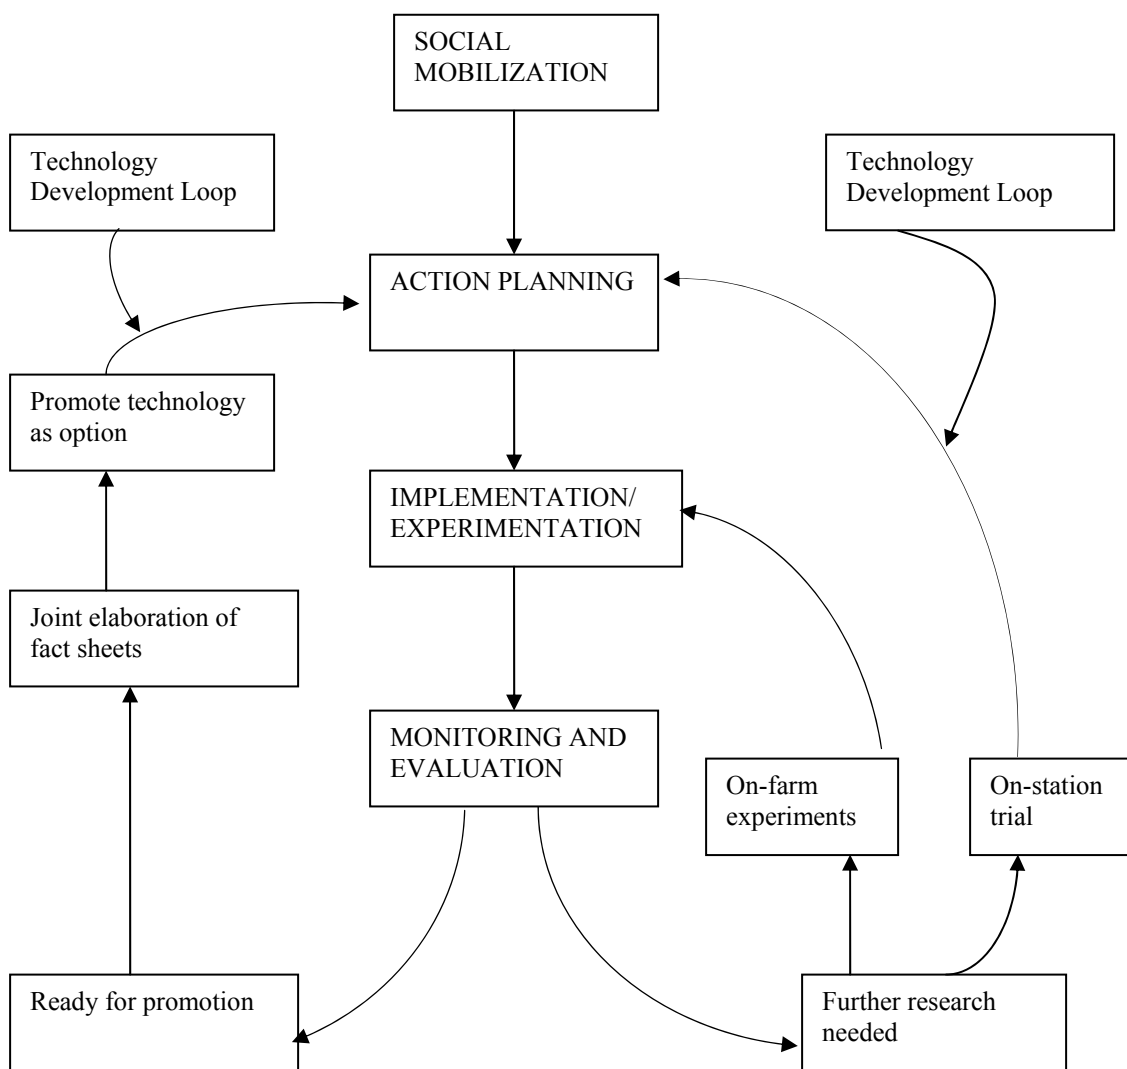 SOCIAL
MOBILIZATION
Technology
Development Loop
Technology
Development Loop
ACTION PLANNING
Promote technology
as option
IMPLEMENTATION/
EXPERIMENTATION
Joint elaboration of
fact sheets
MONITORING AND
EVALUATION
On-farm
experiments
On-station
trial
Ready for promotion
Further research
needed